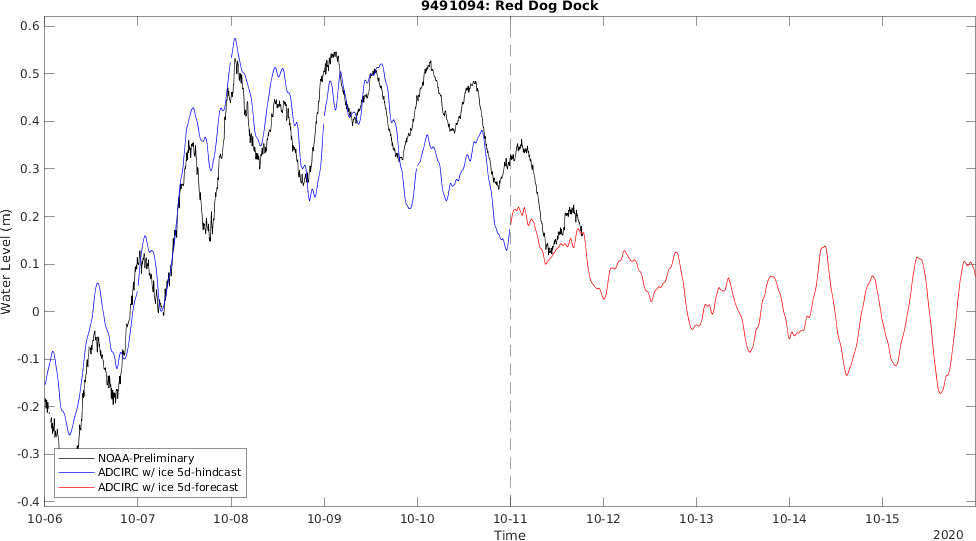 9491094: Red Dog Dock
0.6
0.5
0.4
0.3
0.2
0.1
0
-0.1
-0.2
-0.3
-0.4
Water Level (m)
NOAA-Preliminary
ADCIRC w/ ice 5d-hindcast
ADCIRC w/ ice 5d-forecast
10-06 10-07 10-08 10-09 10-10 10-11 10-12 10-13 10-14 10-15
Time
2020